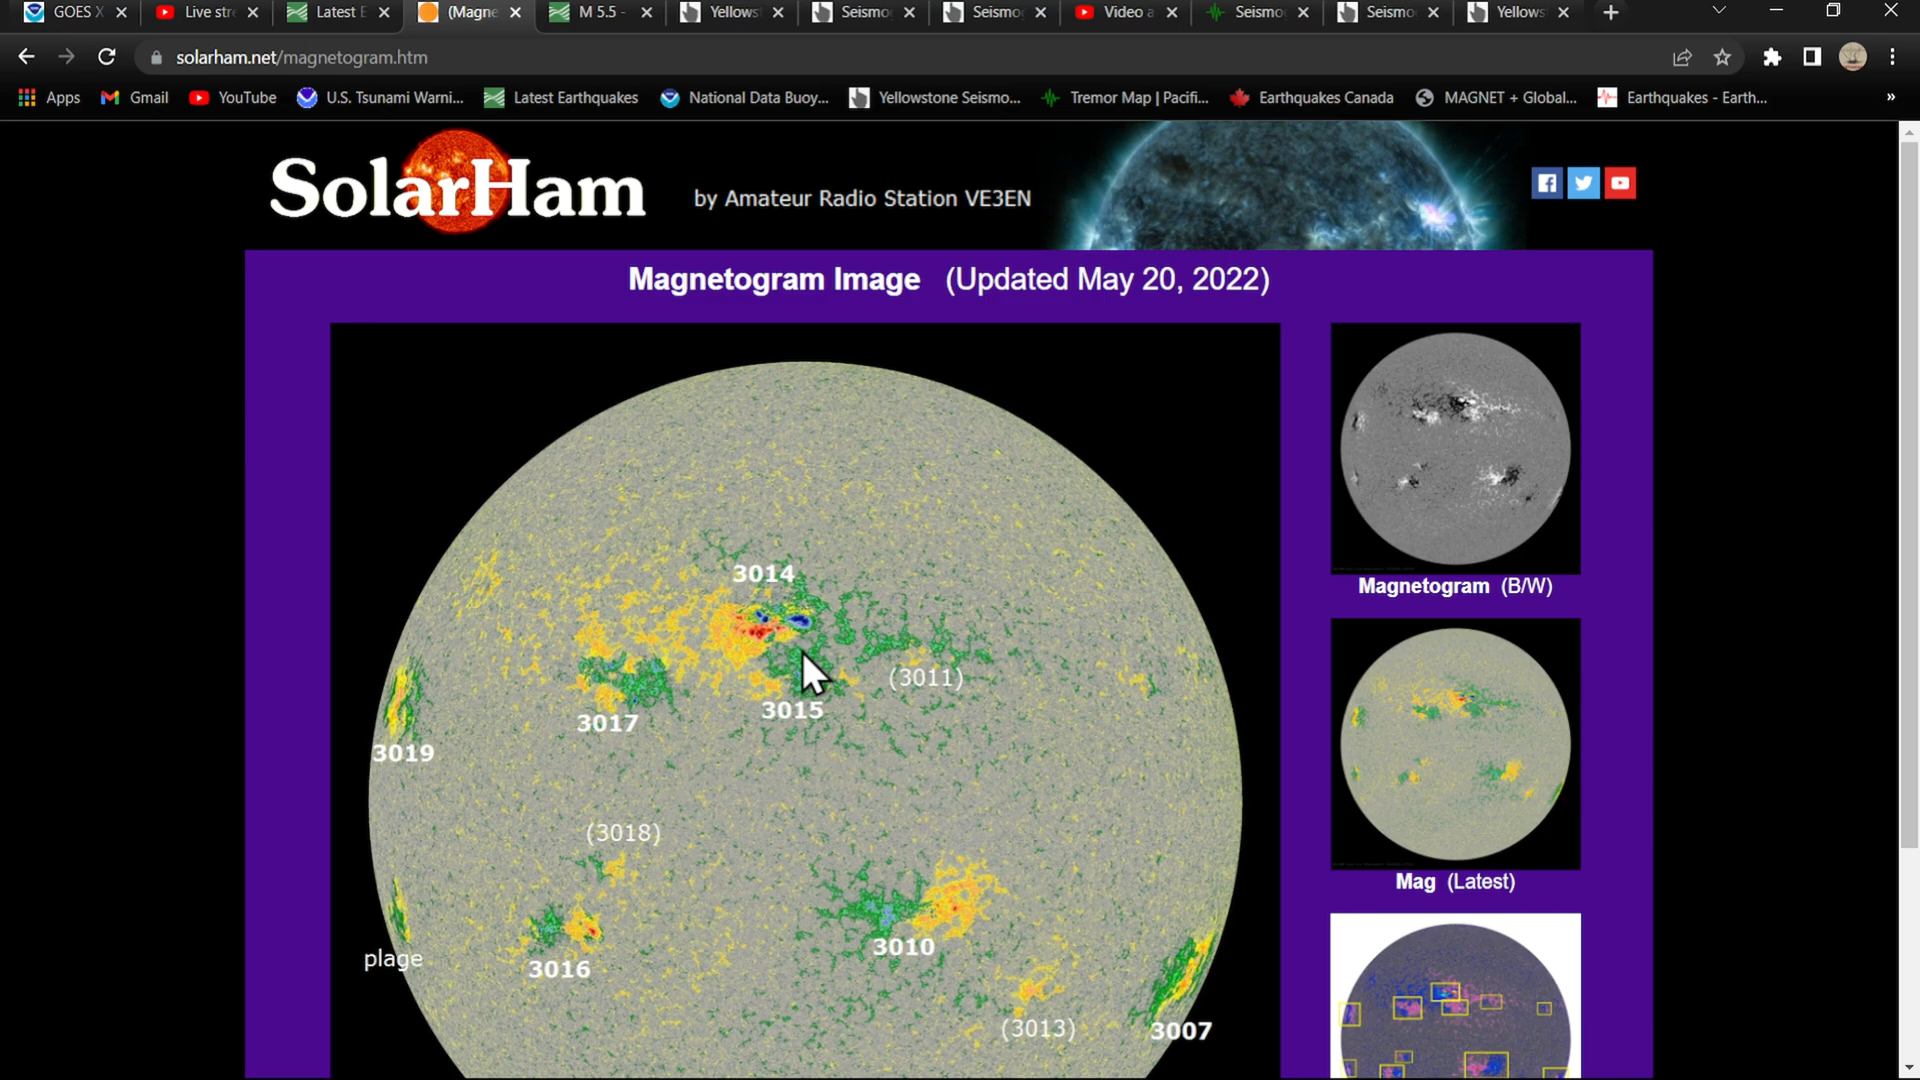 GOES X
Live str
Latest E
(Magne
M 5.5 -
Yellows
Seismo
Seismo
Video a
Seismo
Seismo
Yellows
solarham.net/magnetogram.htm
Apps
Gmail
YouTube
U.S. Tsunami Warni...
Latest Earthquakes
National Data Buoy...
Yellowstone Seismo...
Tremor Map | Pacifi...
Earthquakes Canada
MAGNET + Global...
Earthquakes - Earth...
»
SolarHam
by Amateur Radio Station VE3EN
Magnetogram Image (Updated May 20, 2022)
3014
(3011)
3015
3017
3019
(3018)
3010
plage
3016
(3013)
3007
Magnetogram (B/W)
Mag (Latest)